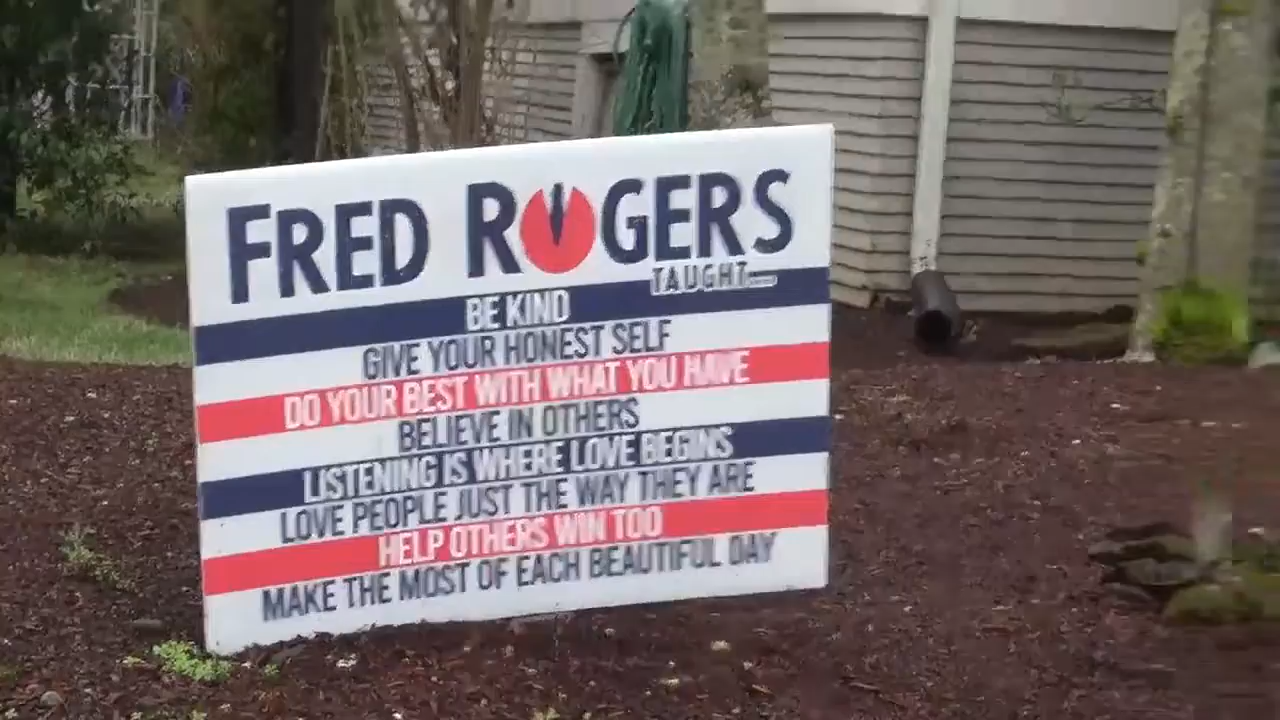 FRED ROGERS
TAUGHT...
BE KIND
GIVE YOUR HONEST SELF
DO YOUR BEST WITH WHAT YOU HAVE
BELIEVE IN OTHERS
LISTENING IS WHERE LOVE BEGINS
LOVE PEOPLE JUST THE WAY THEY ARE
HELP OTHERS WIN TOO
MAKE THE MOST OF EACH BEAUTIFUL DAY